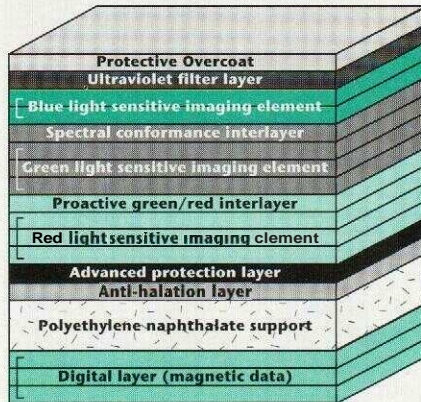 Protective Overcoat
Ultraviolet filter layer
Blue light sensitive imaging element
Spectral conformance interlayer
Green light sensitive imaging element
Proactive green/red interlayer
Red light sensitive imaging clement
Advanced protection layer
Anti-halation layer
Polyethylene naphthalate support
Digital layer (magnetic data)